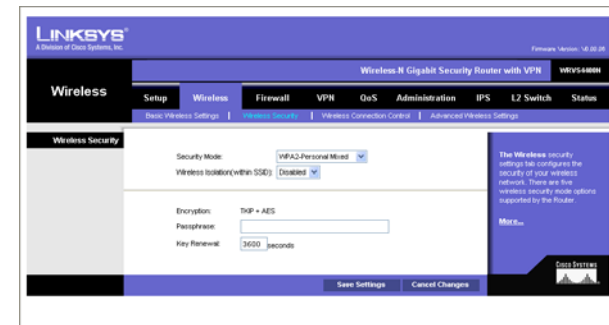 LINKSYS®
A Division of Cisco Systems, Inc.
Firmware Version: V0.00.05
Wireless-N Gigabit Security Router with VPN WRVS4400N
Wireless
Setup Wireless Firewall VPN QoS Administration IPS L2 Switch Status
Basic Wireless Settings | Wireless Security | Wireless Connection Control | Advanced Wireless Settings
Wireless Security
Security Mode: WPA2-Personal Mixed
Wireless Isolation(within SSID): Disabled
Encryption: TKIP + AES
Passphrase:
Key Renewal: 3600 seconds
The Wireless security
settings tab configures the
security of your wireless
network. There are five
wireless security mode options
supported by the Router.
More...
Save Settings Cancel Changes
CISCO SYSTEMS